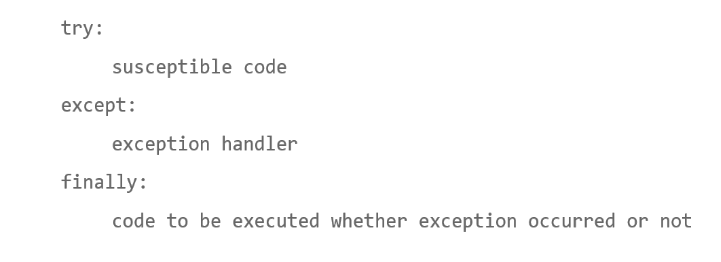 try:
susceptible code
except:
exception handler
finally:
code to be executed whether exception occurred or not